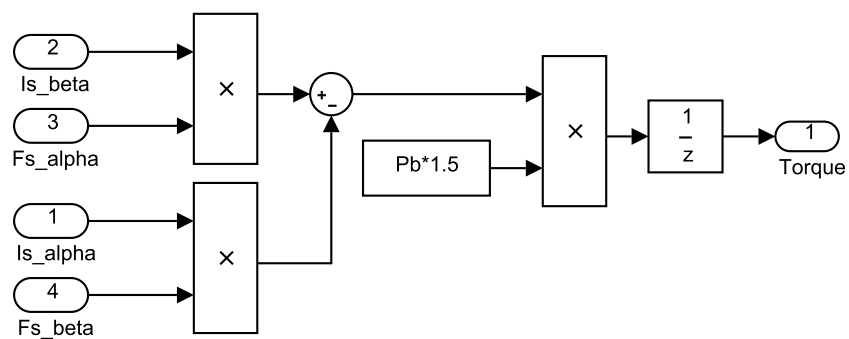 2
Is_beta
3
Fs_alpha
×
+
−
Pb*1.5
×
1
z
1
Torque
1
Is_alpha
4
Fs_beta
×